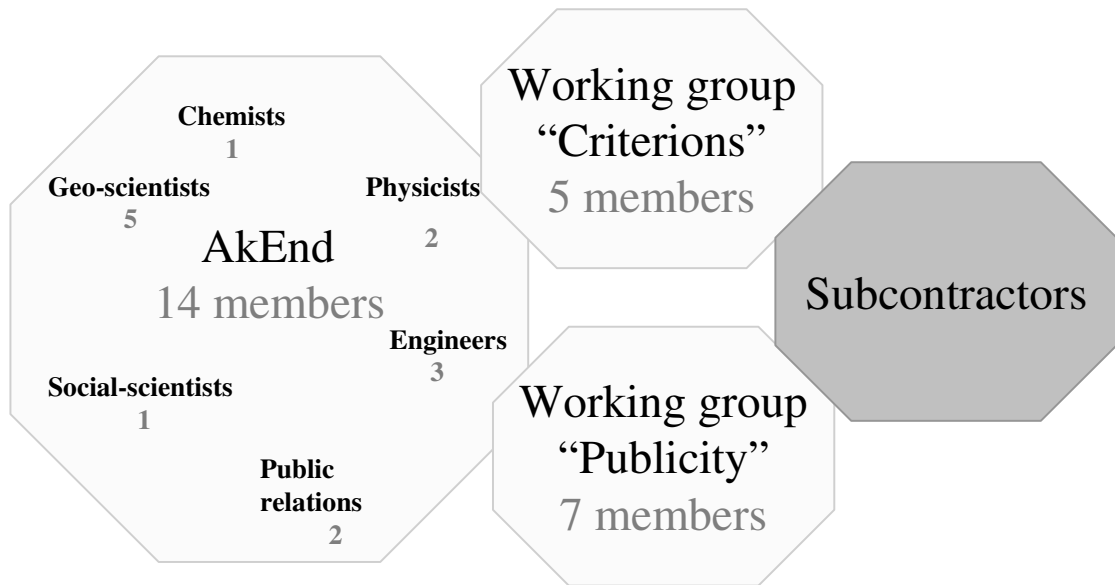 Chemists
1
Geo-scientists
5
Physicists
2
AkEnd
14 members
Engineers
3
Social-scientists
1
Public
relations
2
Working group
“Criterions”
5 members
Working group
“Publicity”
7 members
Subcontractors